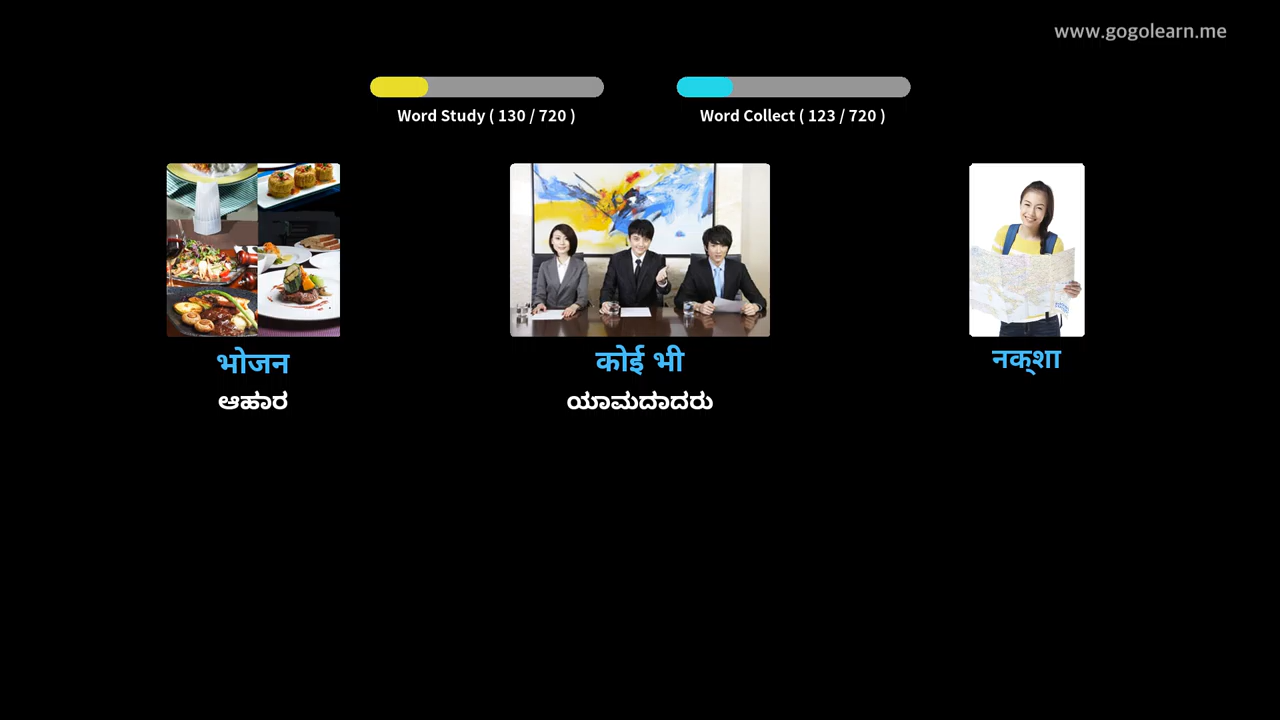 www.gogolearn.me
Word Study ( 130 / 720 )
Word Collect ( 123 / 720 )
भोजन
कोई भी
नक्‍शा
ಆಹಾರ
ಯಾಮದಾದರು